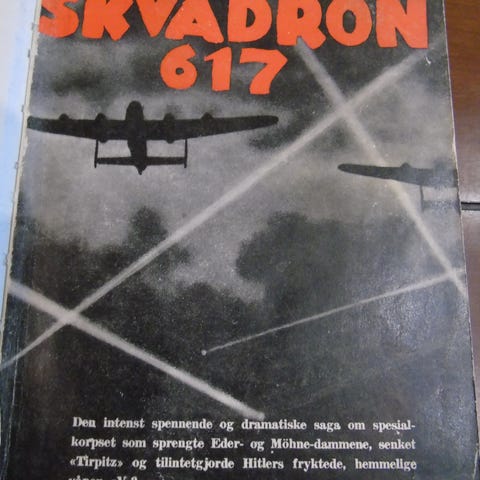 SKVADRON
617
Den intenst spennende og dramatiske saga om spesial-
korpset som sprengte Eder- og Möhne-dammene, senket
«Tirpitz» og tilintetgjorde Hitlers fryktede, hemmelige